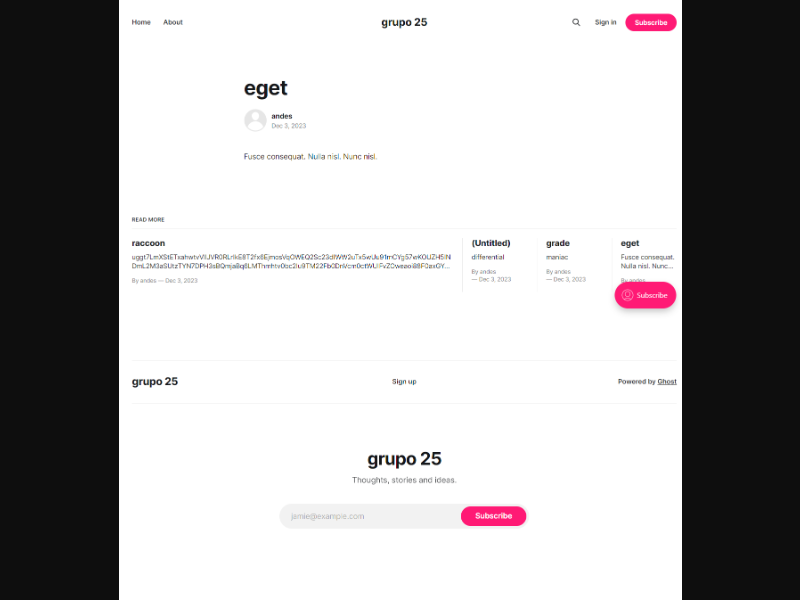 Home About grupo 25 Sign in Subscribe
eget
andes
Dec 3, 2023
Fusce consequat. Nulla nisl. Nunc nisl.
READ MORE
raccoon
By andes — Dec 3, 2023
(Untitled)
differential
By andes
— Dec 3, 2023
grade
maniac
By andes
— Dec 3, 2023
eget
Fusce consequat.
Nulla nisl. Nunc...
By andes
Subscribe
grupo 25 Sign up Powered by Ghost
grupo 25
Thoughts, stories and ideas.
jamie@example.com Subscribe